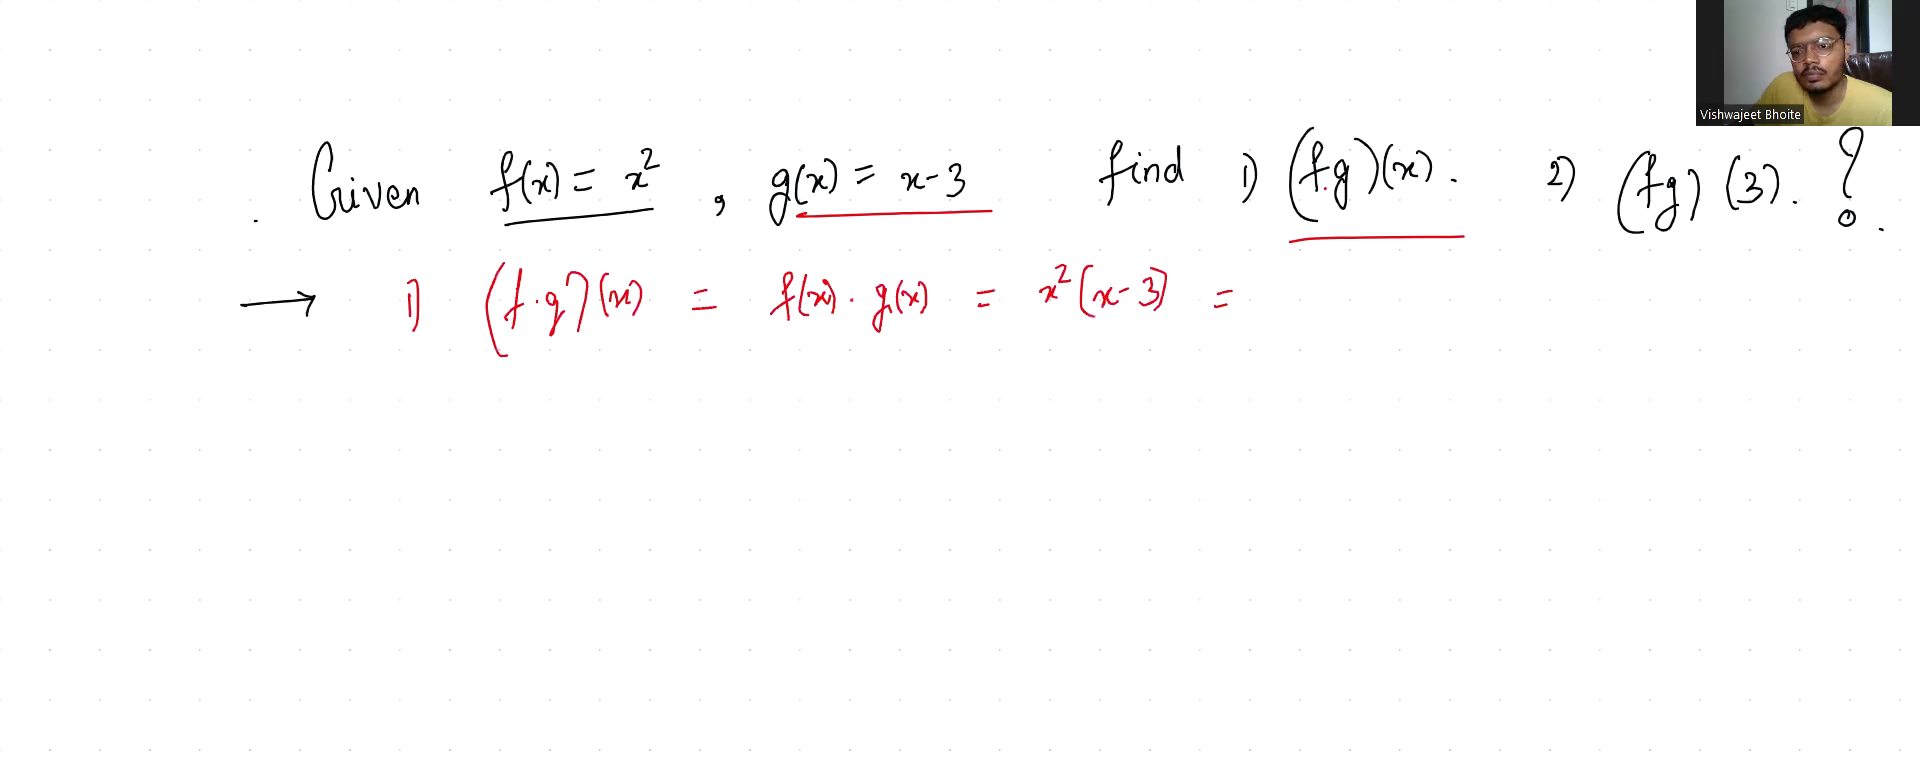 Vishwajeet Bhoite
Given f(x) = x² , g(x) = x-3 find 1) (f.g)(x). 2) (fg)(3). ?
→ 1) (f.g)(x) = f(x).g(x) = x²(x-3) =